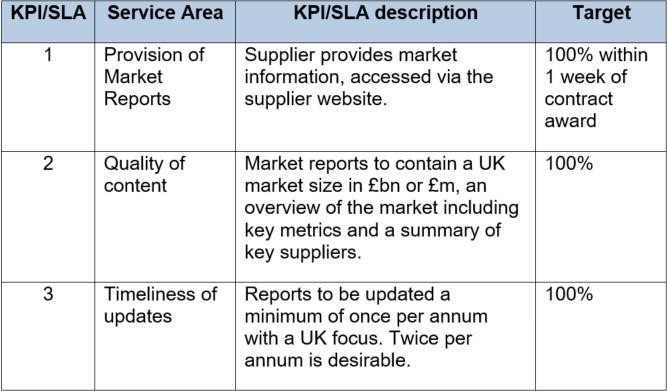 KPI/SLA Service Area KPI/SLA description Target
1 Provision of Supplier provides market 100% within
Market information, accessed via the 1 week of
Reports supplier website. contract
award
2 Quality of Market reports to contain a UK 100%
content market size in £bn or £m, an
overview of the market including
key metrics and a summary of
key suppliers.
3 Timeliness of Reports to be updated a 100%
updates minimum of once per annum
with a UK focus. Twice per
annum is desirable.